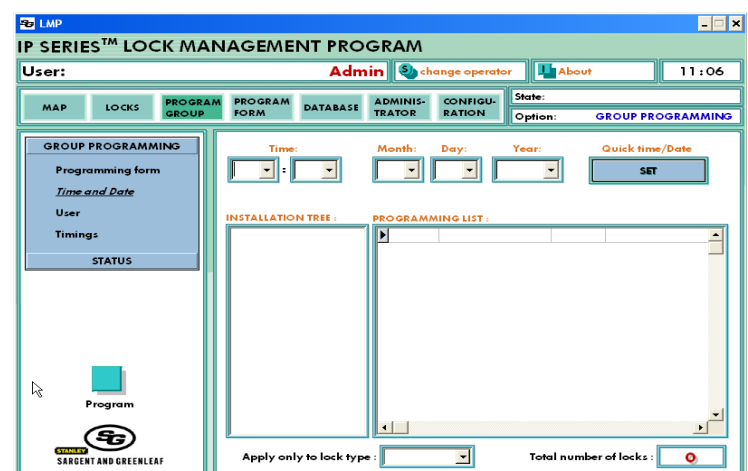 LMP
IP SERIES™ LOCK MANAGEMENT PROGRAM
User: Admin
change operator
About
11:06
MAP
LOCKS
PROGRAM
GROUP
PROGRAM
FORM
DATABASE
ADMINIS-
TRATOR
CONFIGU-
RATION
State:
Option: GROUP PROGRAMMING
GROUP PROGRAMMING
Programming form
Time and Date
User
Timings
STATUS
Program
STANLEY
SG
SARGENT AND GREENLEAF
Time: Month: Day: Year: Quick time/Date
:
SET
INSTALLATION TREE : PROGRAMMING LIST :
Apply only to lock type : Total number of locks : 0